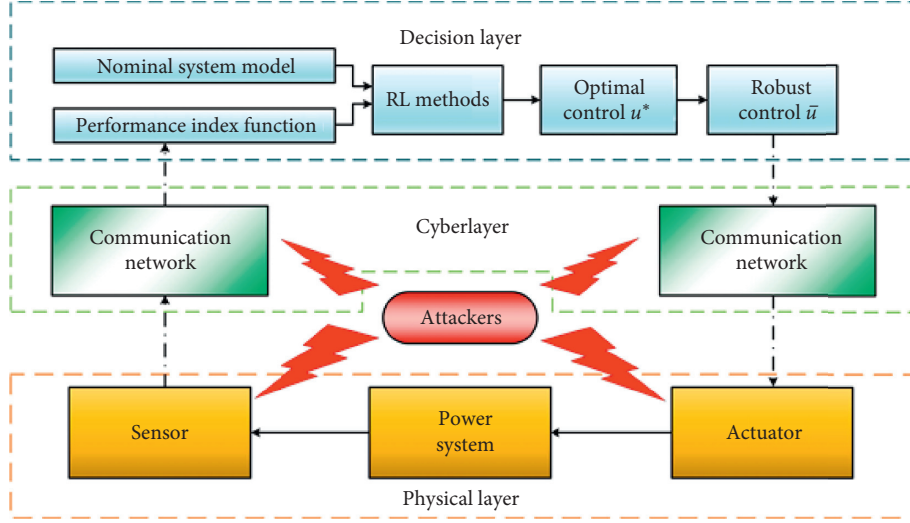 Decision layer
Nominal system model
Performance index function
RL methods
Optimal
control u*
Robust
control ū
Communication
network
Cyberlayer
Communication
network
Attackers
Sensor
Power
system
Actuator
Physical layer